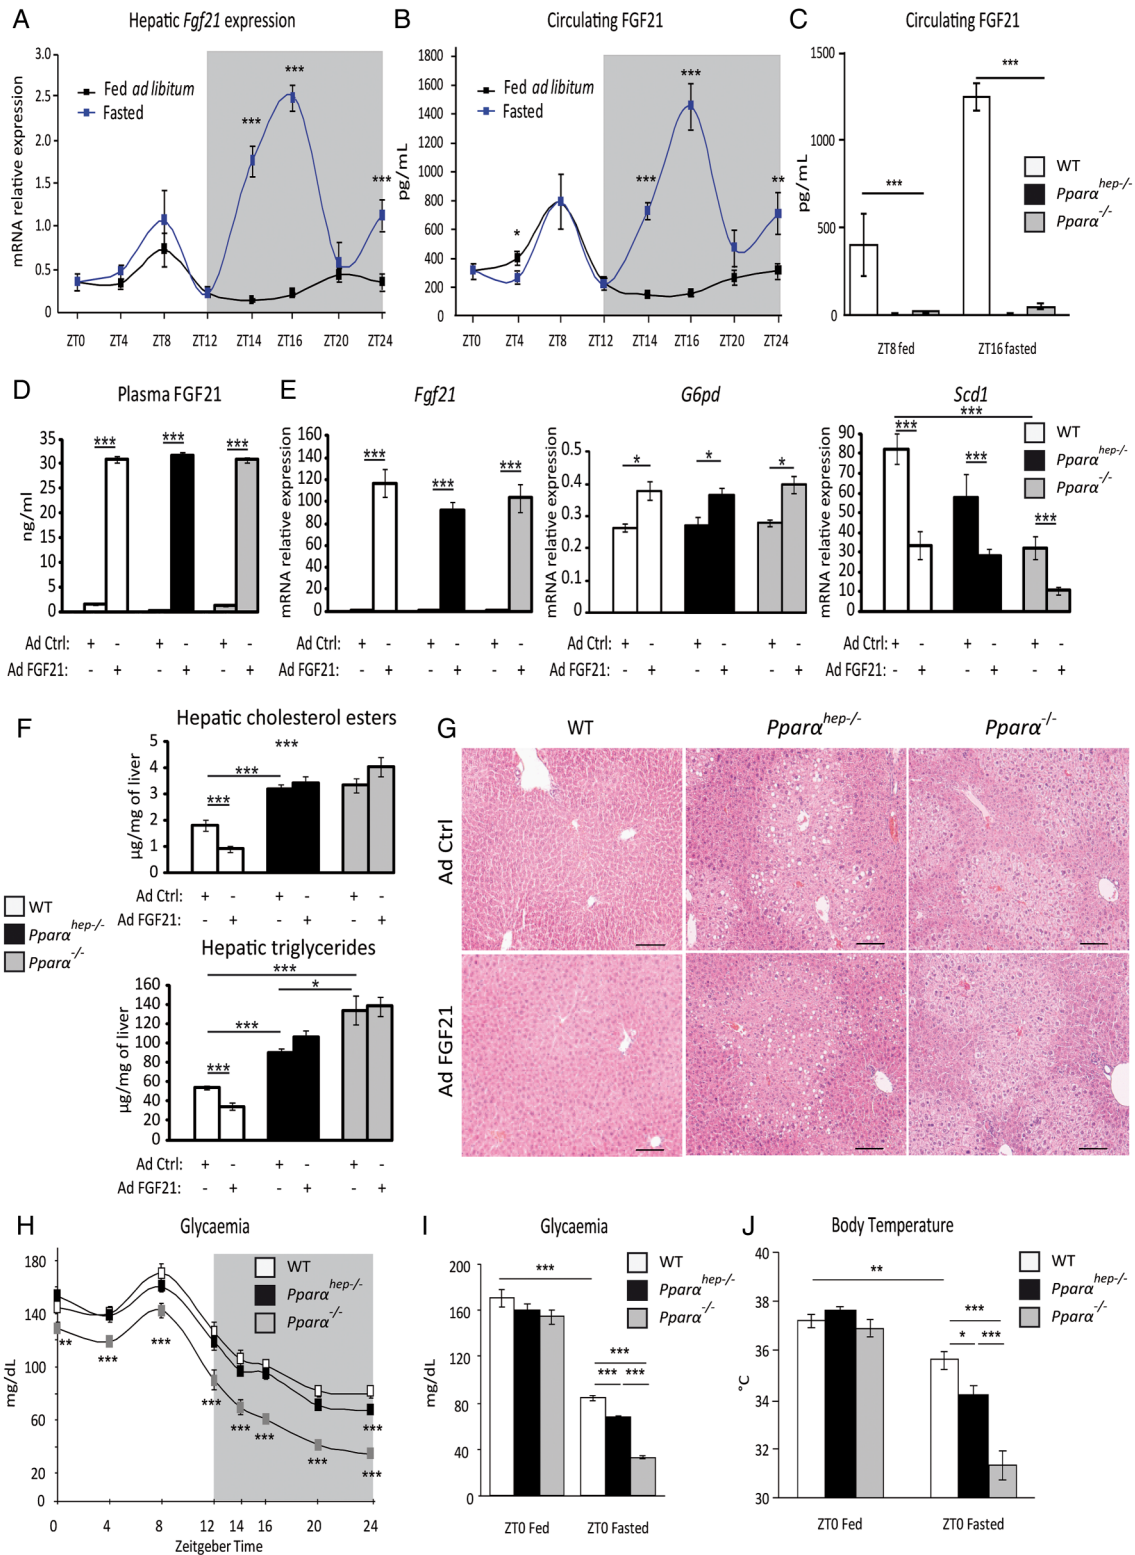 A
Hepatic Fgf21 expression
mRNA relative expression
3.0
2.5
2.0
1.5
1.0
0.5
0
Fed ad libitum
Fasted
***
***
***
ZT0 ZT4 ZT8 ZT12 ZT14 ZT16 ZT20 ZT24
B
Circulating FGF21
pg/mL
1800
1600
1400
1200
1000
800
600
400
200
0
Fed ad libitum
Fasted
*
***
***
**
ZT0 ZT4 ZT8 ZT12 ZT14 ZT16 ZT20 ZT24
C
Circulating FGF21
pg/mL
1500
1000
500
0
***
***
WT
Pparα hep-/-
Pparα -/-
ZT8 fed ZT16 fasted
D
Plasma FGF21
ng/ml
35
30
25
20
15
10
5
0
*** *** ***
Ad Ctrl: + - + - + -
Ad FGF21: - + - + - +
E
Fgf21
mRNA relative expression
160
140
120
100
80
60
40
20
0
*** *** ***
Ad Ctrl: + - + - + -
Ad FGF21: - + - + - +
G6pd
mRNA relative expression
0.5
0.4
0.3
0.2
0.1
0
* * *
+ - + - + -
- + - + - +
Scd1
mRNA relative expression
90
80
70
60
50
40
30
20
10
0
***
*** *** ***
WT
Pparα hep-/-
Pparα -/-
Ad Ctrl: + - + - + -
Ad FGF21: - + - + - +
F
Hepatic cholesterol esters
µg/mg of liver
5
4
3
2
1
0
***
***
***
Ad Ctrl: + - + - + -
Ad FGF21: - + - + - +
WT
Pparα hep-/-
Pparα -/-
Hepatic triglycerides
µg/mg of liver
160
140
120
100
80
60
40
20
0
***
*
***
***
Ad Ctrl: + - + - + -
Ad FGF21: - + - + - +
G
WT Pparα hep-/- Pparα -/-
Ad Ctrl
Ad FGF21
H
Glycaemia
mg/dL
180
140
100
60
20
0
WT
Pparα hep-/-
Pparα -/-
** *** *** *** *** *** *** *** ***
0 4 8 12 14 16 20 24
Zeitgeber Time
I
Glycaemia
mg/dL
200
160
120
80
40
0
***
***
*** ***
WT
Pparα hep-/-
Pparα -/-
ZT0 Fed ZT0 Fasted
J
Body Temperature
°C
40
38
36
34
32
30
**
***
* ***
WT
Pparα hep-/-
Pparα -/-
ZT0 Fed ZT0 Fasted